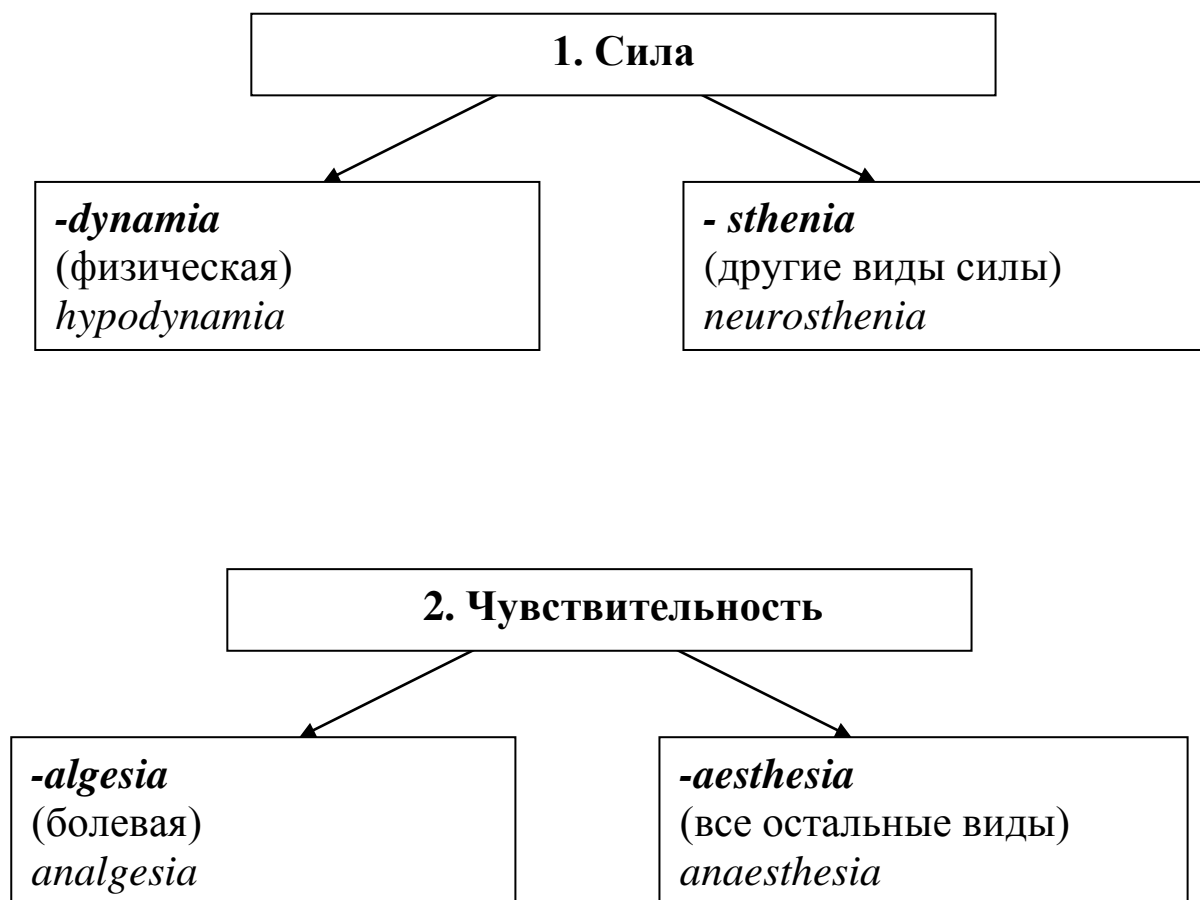 1. Сила
-dynamia
(физическая)
hypodynamia
- sthenia
(другие виды силы)
neurosthenia
2. Чувствительность
-algesia
(болевая)
analgesia
-aesthesia
(все остальные виды)
anaesthesia